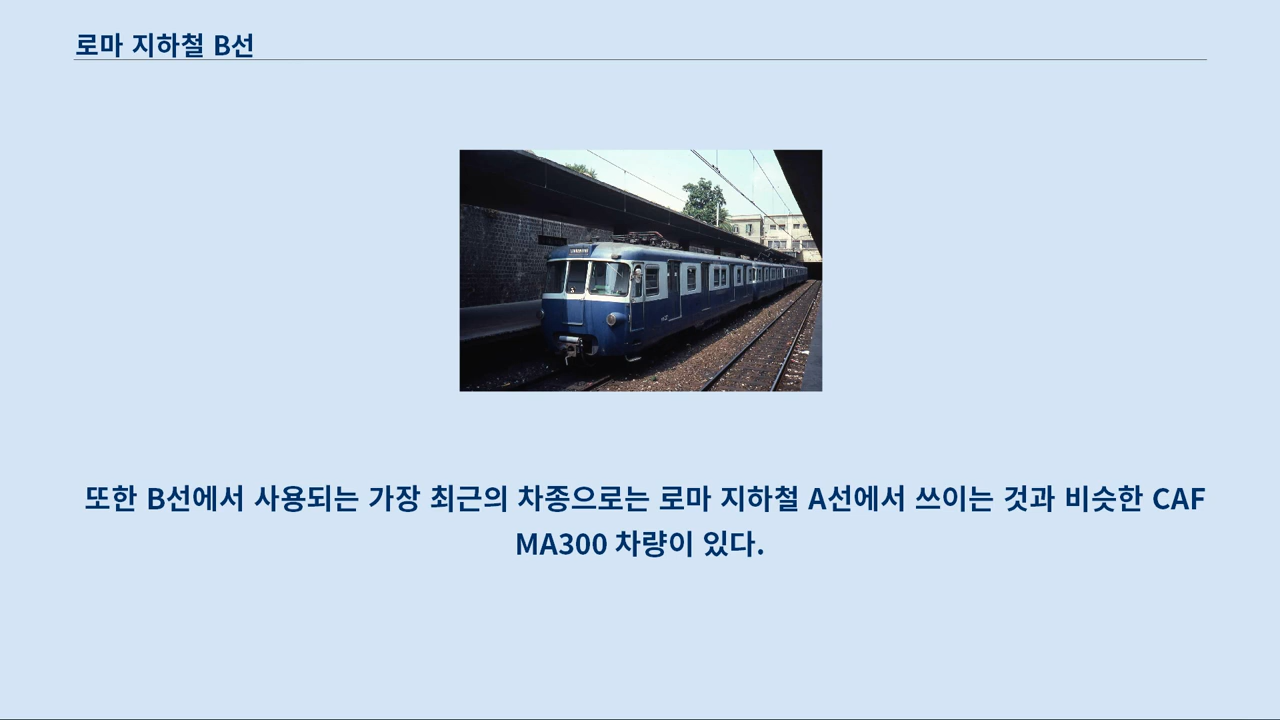 로마 지하철 B선
또한 B선에서 사용되는 가장 최근의 차종으로는 로마 지하철 A선에서 쓰이는 것과 비슷한 CAF
MA300 차량이 있다.